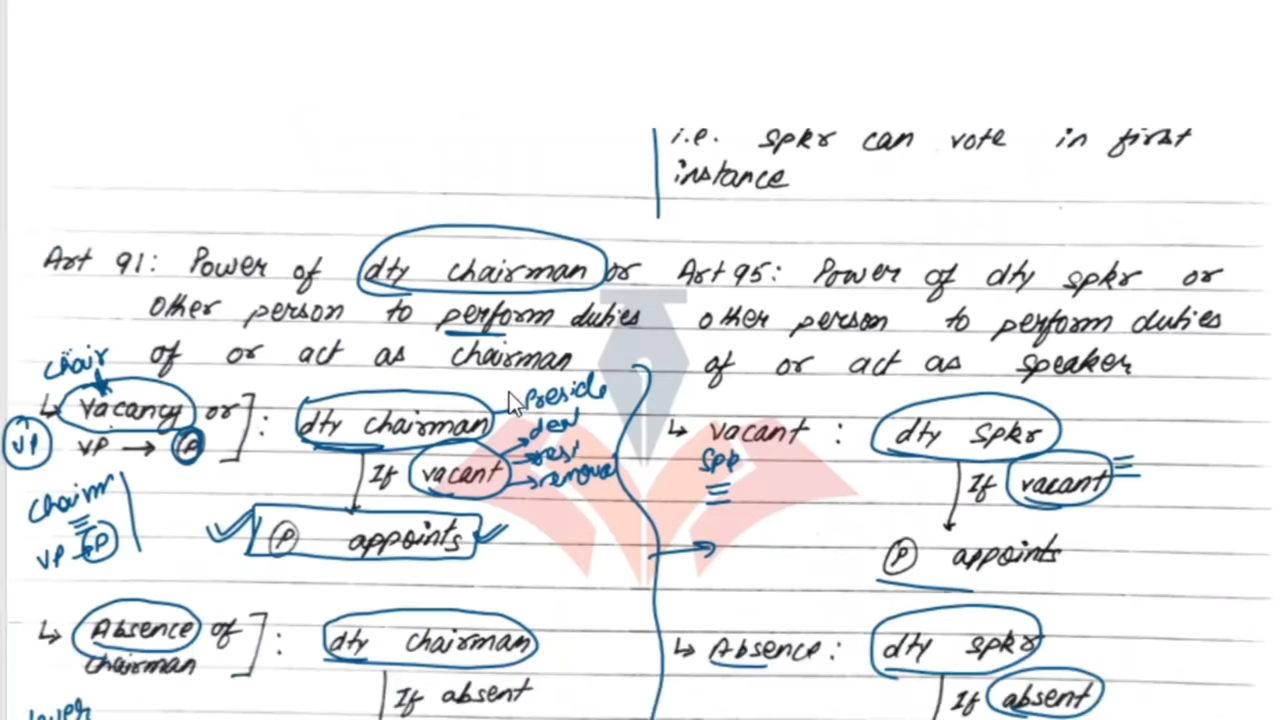 i.e. spkr can vote in first
instance
Art 91: Power of dty chairman or
other person to perform duties
of or act as chairman
chair
↳ vacancy or ] : dty chairman
VP
VP → P
If vacant
preside
removal
chairm
VP → P
P appoints
↳ Absence of ] : dty chairman
chairman
If absent
Art 95: Power of dty spkr or
other person to perform duties
of or act as speaker
↳ vacant : dty spkr
If vacant
P appoints
↳ Absence : dty spkr
If absent